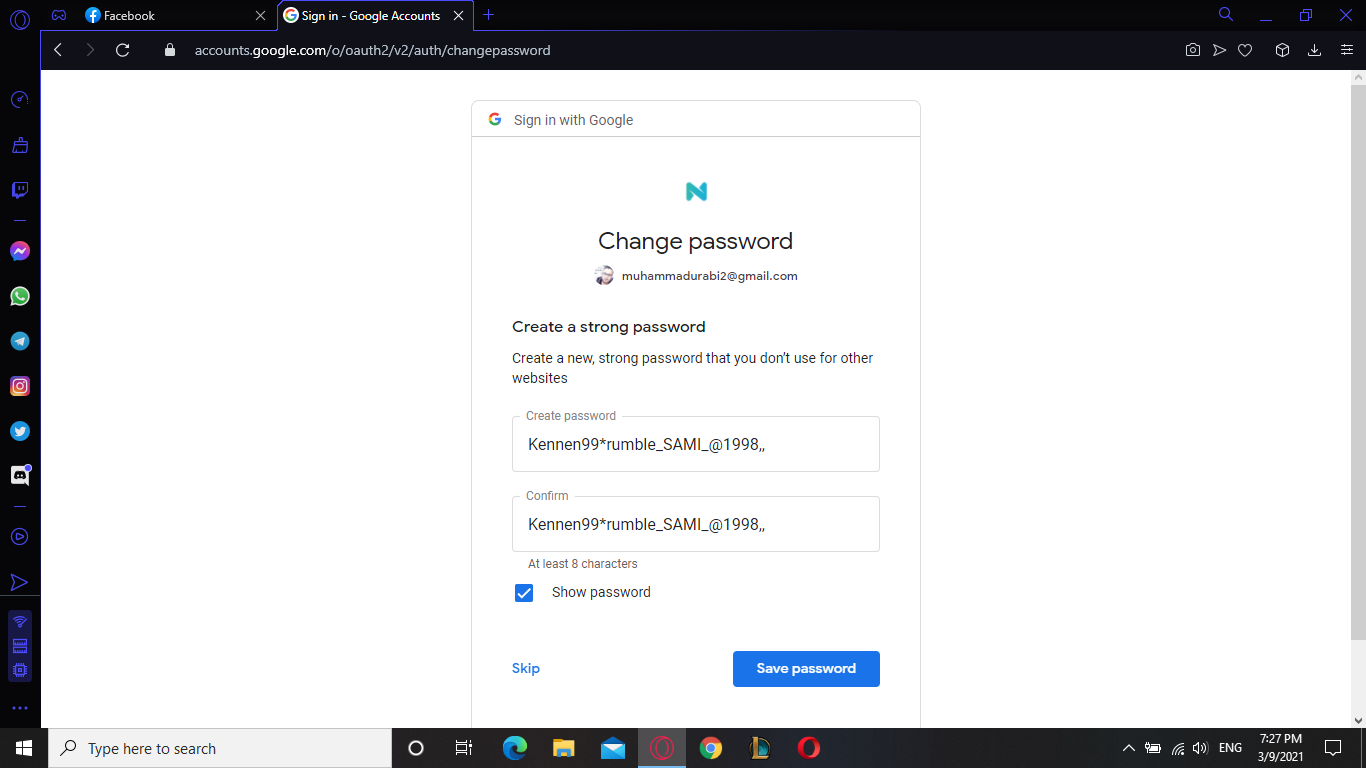 Facebook
Sign in - Google Accounts
accounts.google.com/o/oauth2/v2/auth/changepassword
Sign in with Google
Change password
muhammadurabi2@gmail.com
Create a strong password
Create a new, strong password that you don't use for other
websites
Create password
Kennen99*rumble_SAMI_@1998,,
Confirm
Kennen99*rumble_SAMI_@1998,,
At least 8 characters
Show password
Skip
Save password
Type here to search
ENG
7:27 PM
3/9/2021